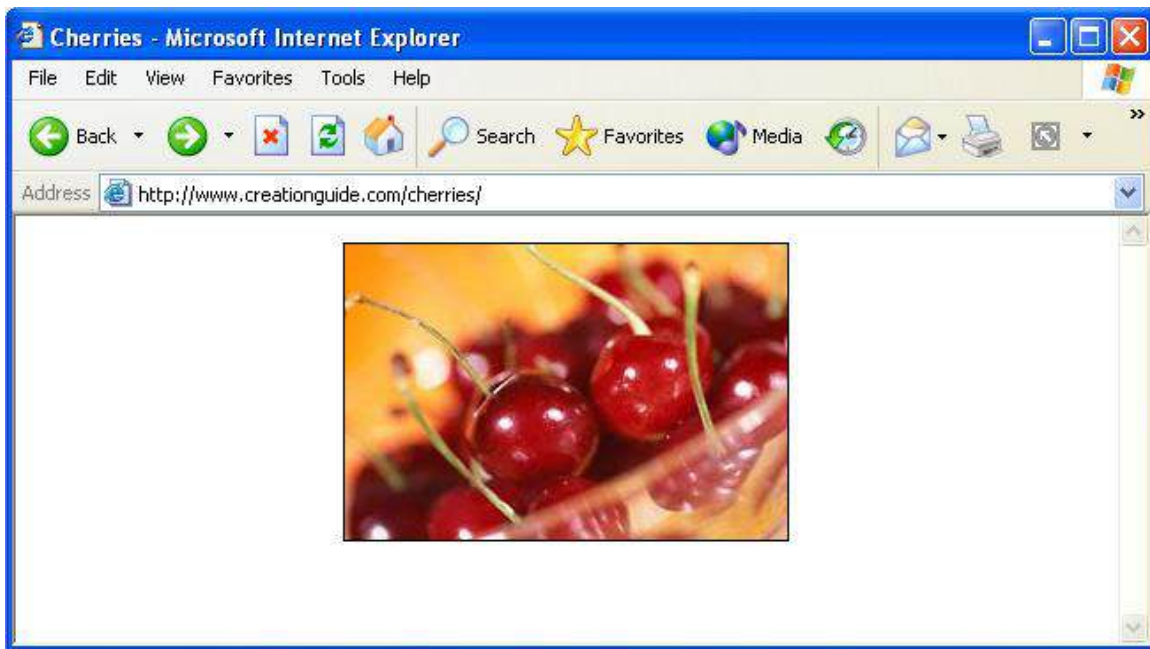 Cherries - Microsoft Internet Explorer
File Edit View Favorites Tools Help
Back Search Favorites Media »
Address http://www.creationguide.com/cherries/